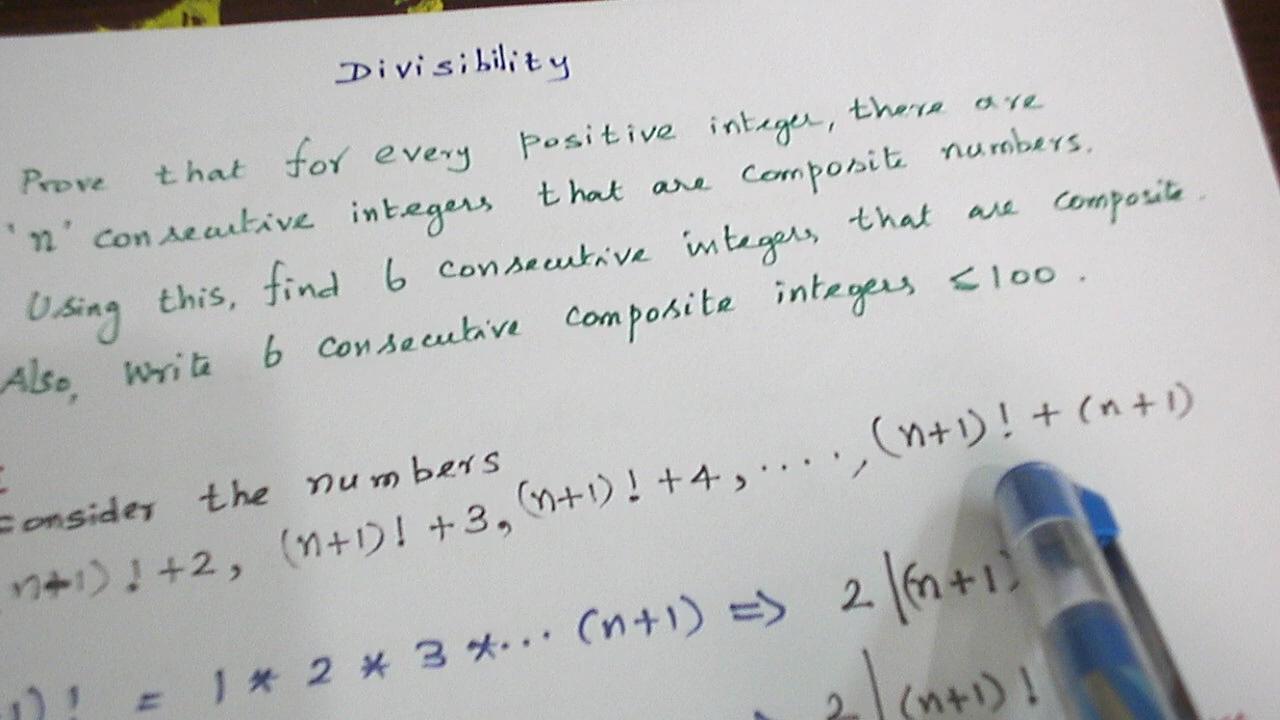 Divisibility
Prove that for every positive integer, there are
'n' consecutive integers that are composite numbers.
Using this, find 6 consecutive integers that are composite.
Also, Write 6 consecutive composite integers ≤ 100.
Consider the numbers
n+1)! + 2, (n+1)! + 3, (n+1)! + 4, ....., (n+1)! + (n+1)
1)! = 1 * 2 * 3 *... (n+1) => 2 | (n+1)
2 | (n+1)!